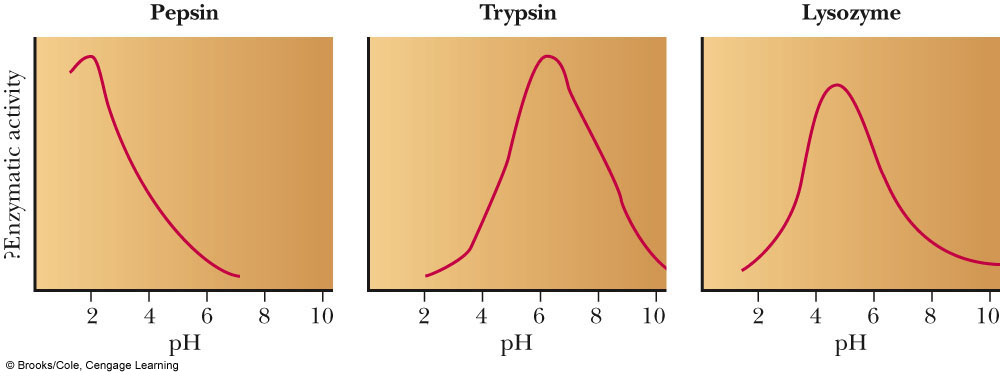 Pepsin
Trypsin
Lysozyme
?Enzymatic activity
2 4 6 8 10
2 4 6 8 10
2 4 6 8 10
pH
pH
pH
© Brooks/Cole, Cengage Learning